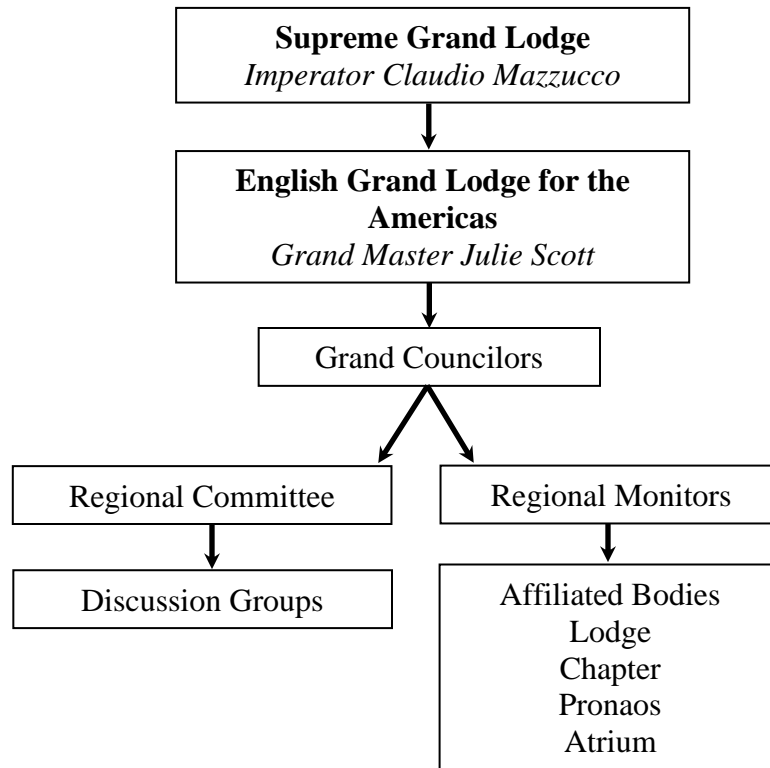 Supreme Grand Lodge
Imperator Claudio Mazzucco
English Grand Lodge for the
Americas
Grand Master Julie Scott
Grand Councilors
Regional Committee
Regional Monitors
Discussion Groups
Affiliated Bodies
Lodge
Chapter
Pronaos
Atrium